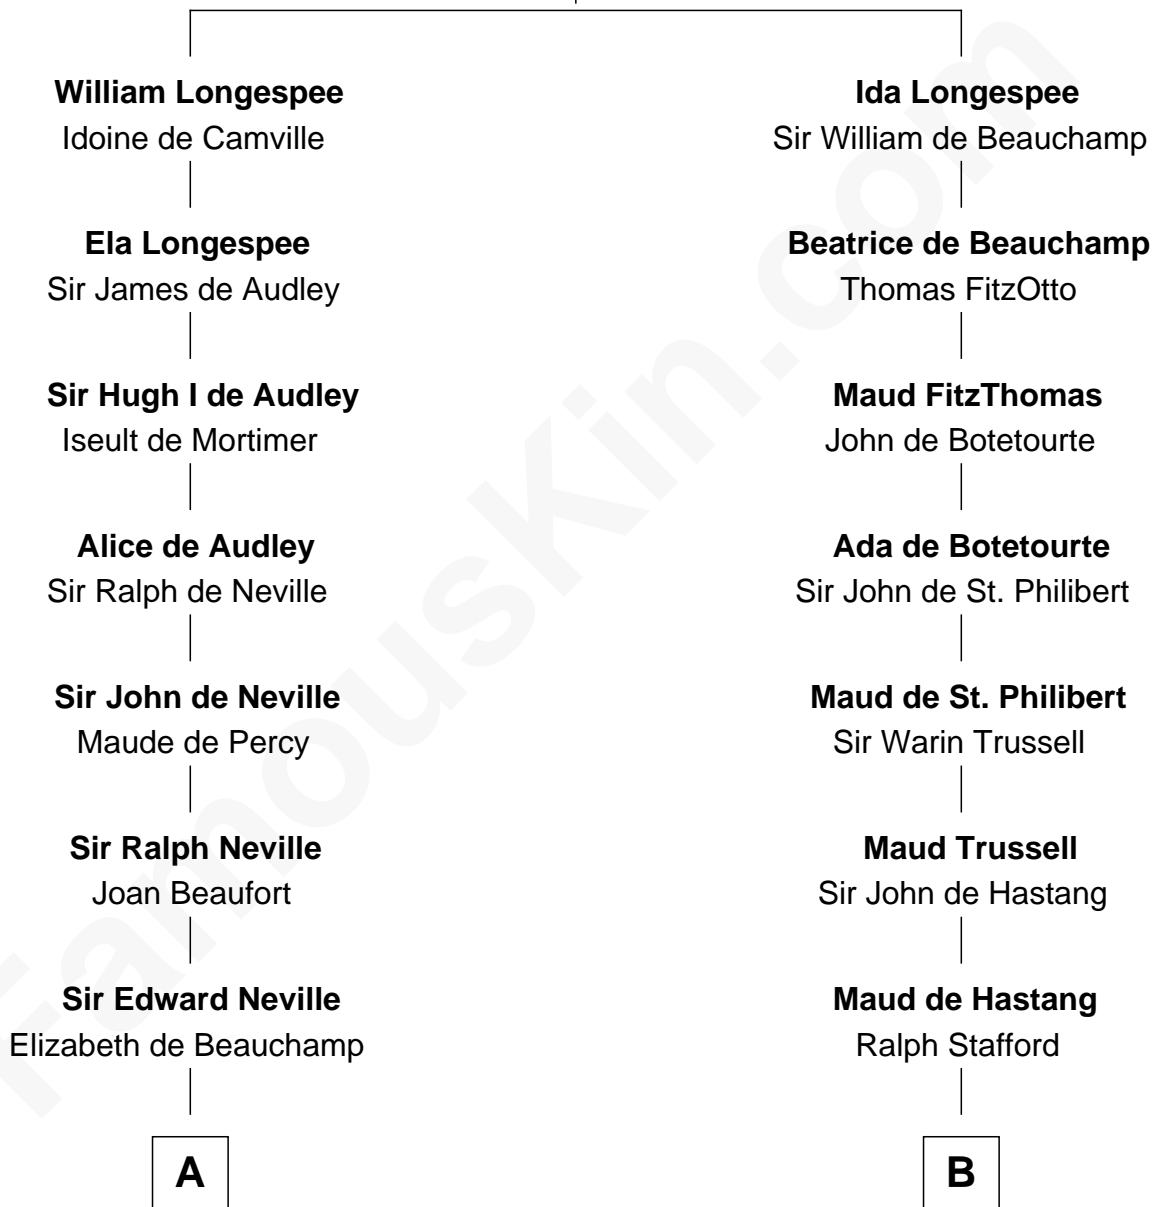 William Longespee
Idoine de Camville
Ela Longespee
Sir James de Audley
Sir Hugh I de Audley
Iseult de Mortimer
Alice de Audley
Sir Ralph de Neville
Sir John de Neville
Maude de Percy
Sir Ralph Neville
Joan Beaufort
Sir Edward Neville
Elizabeth de Beauchamp
A
Ida Longespee
Sir William de Beauchamp
Beatrice de Beauchamp
Thomas FitzOtto
Maud FitzThomas
John de Botetourte
Ada de Botetourte
Sir John de St. Philibert
Maud de St. Philibert
Sir Warin Trussell
Maud Trussell
Sir John de Hastang
Maud de Hastang
Ralph Stafford
B
FamousKin.com